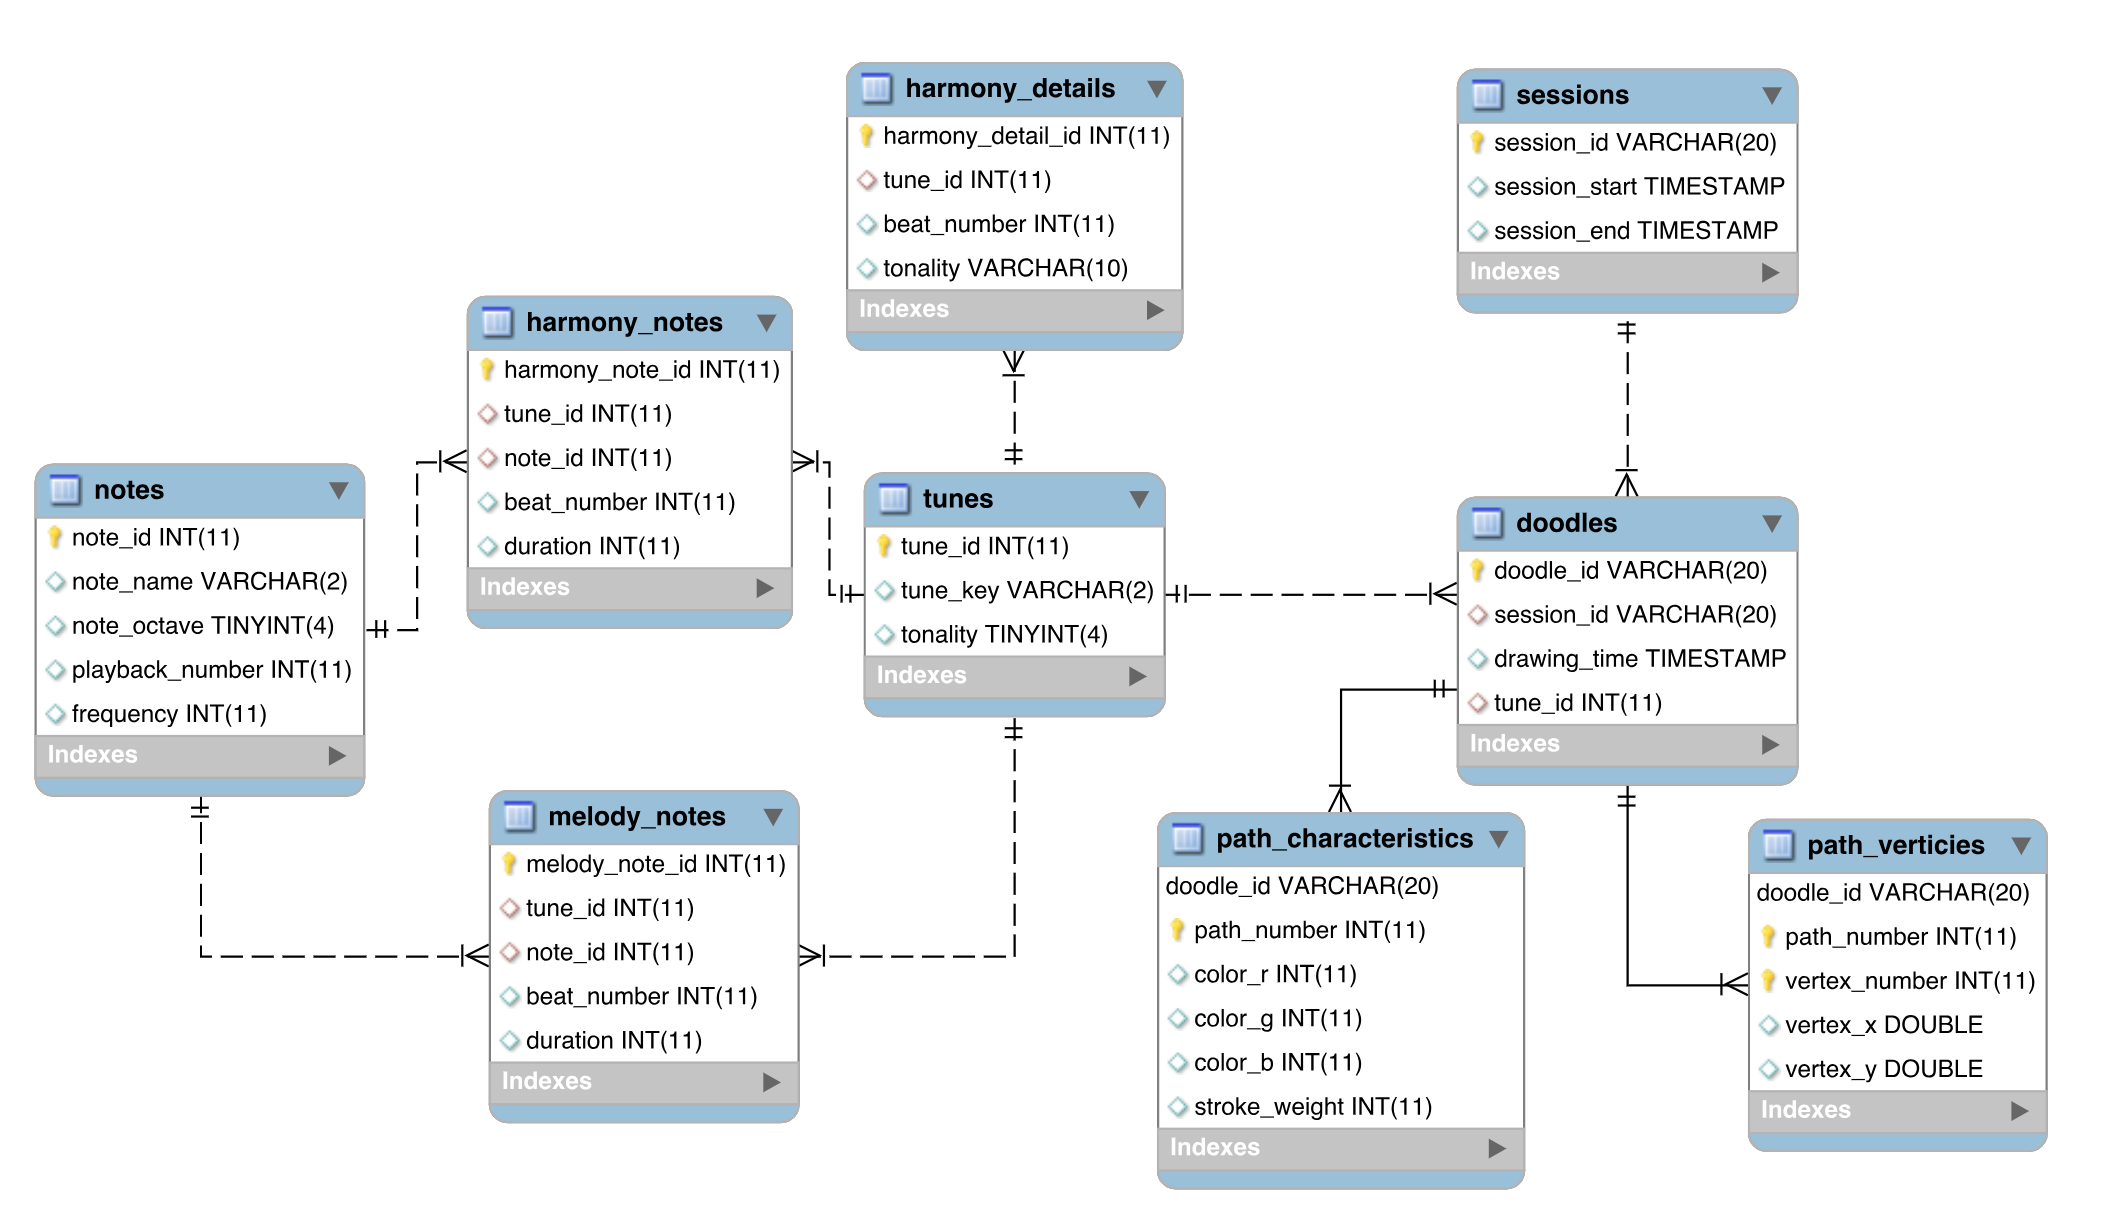 harmony_details
harmony_detail_id INT(11)
tune_id INT(11)
beat_number INT(11)
tonality VARCHAR(10)
Indexes
sessions
session_id VARCHAR(20)
session_start TIMESTAMP
session_end TIMESTAMP
Indexes
harmony_notes
harmony_note_id INT(11)
tune_id INT(11)
note_id INT(11)
beat_number INT(11)
duration INT(11)
Indexes
notes
note_id INT(11)
note_name VARCHAR(2)
note_octave TINYINT(4)
playback_number INT(11)
frequency INT(11)
Indexes
tunes
tune_id INT(11)
tune_key VARCHAR(2)
tonality TINYINT(4)
Indexes
doodles
doodle_id VARCHAR(20)
session_id VARCHAR(20)
drawing_time TIMESTAMP
tune_id INT(11)
Indexes
melody_notes
melody_note_id INT(11)
tune_id INT(11)
note_id INT(11)
beat_number INT(11)
duration INT(11)
Indexes
path_characteristics
doodle_id VARCHAR(20)
path_number INT(11)
color_r INT(11)
color_g INT(11)
color_b INT(11)
stroke_weight INT(11)
Indexes
path_verticies
doodle_id VARCHAR(20)
path_number INT(11)
vertex_number INT(11)
vertex_x DOUBLE
vertex_y DOUBLE
Indexes